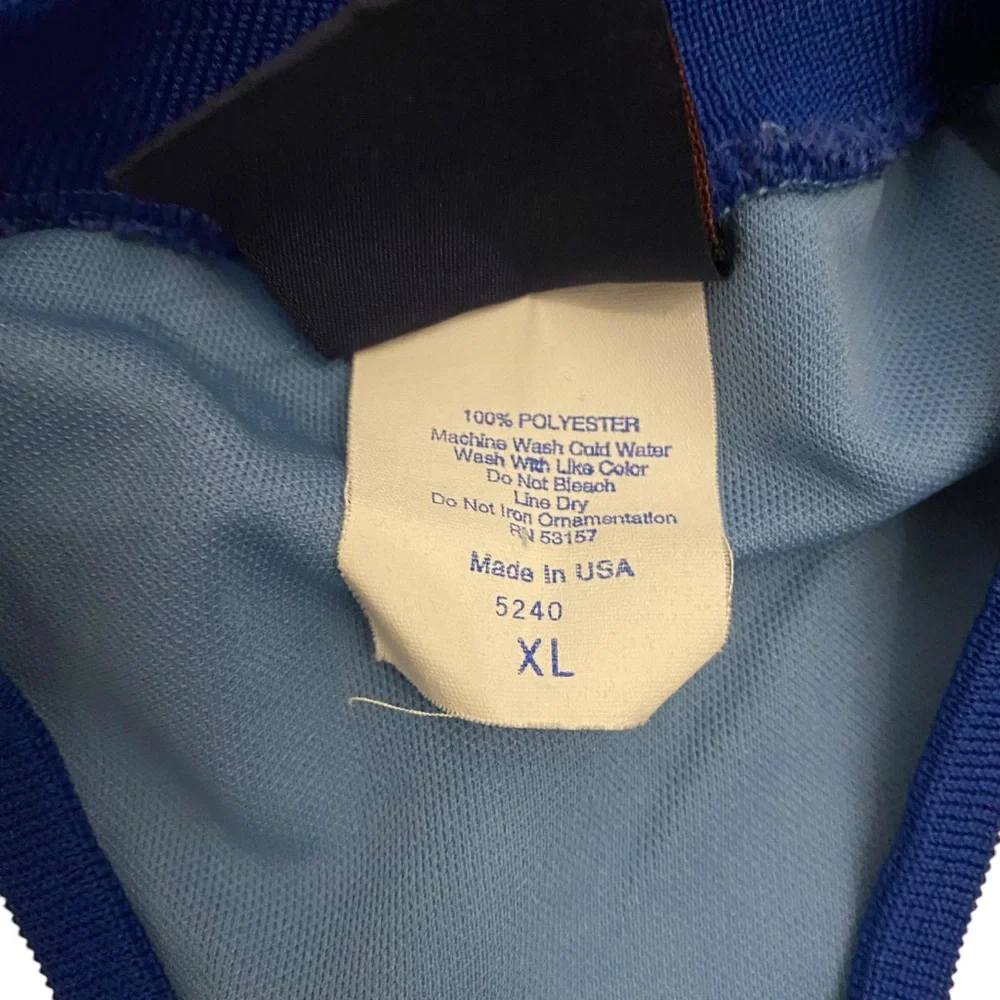 100% POLYESTER
Machine Wash Cold Water
Wash With Like Color
Do Not Bleach
Line Dry
Do Not Iron Ornamentation
RN 53157
Made In USA
5240
XL